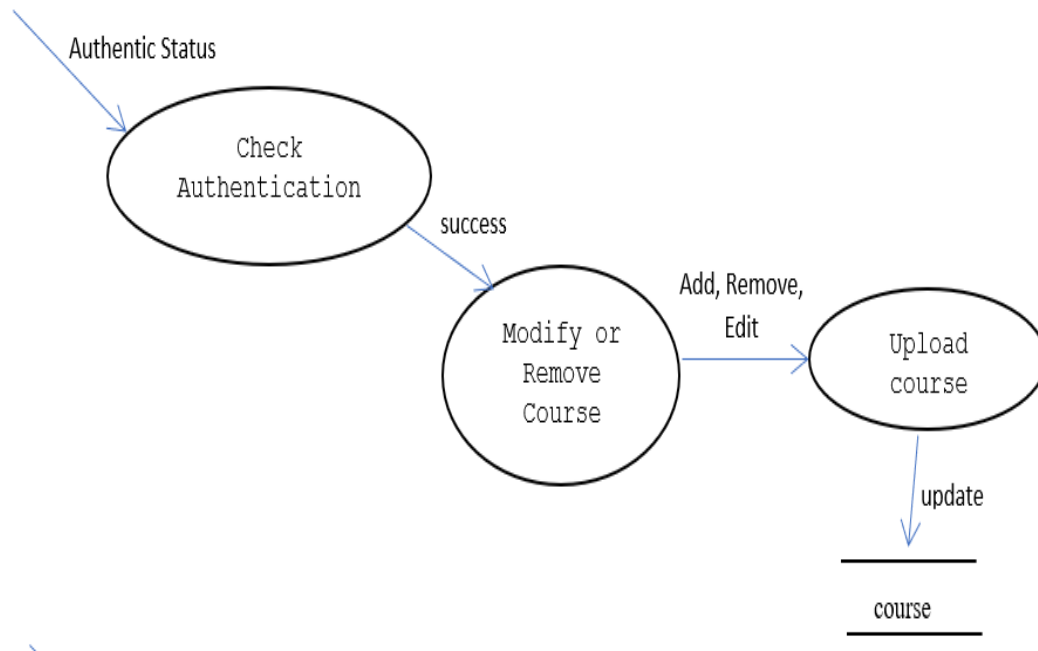 Authentic Status
Check
Authentication
success
Modify or
Remove
Course
Add, Remove,
Edit
Upload
course
update
course